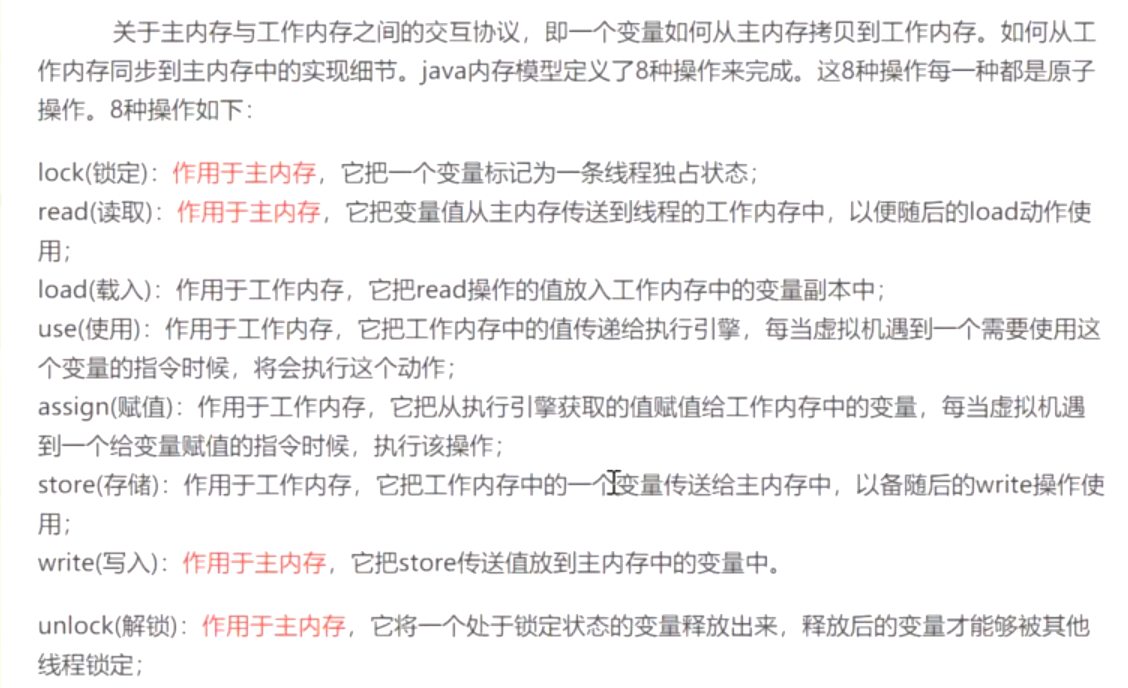 关于主内存与工作内存之间的交互协议，即一个变量如何从主内存拷贝到工作内存。如何从工
作内存同步到主内存中的实现细节。java内存模型定义了8种操作来完成。这8种操作每一种都是原子
操作。8种操作如下：
lock(锁定)：作用于主内存，它把一个变量标记为一条线程独占状态；
read(读取)：作用于主内存，它把变量值从主内存传送到线程的工作内存中，以便随后的load动作使
用；
load(载入)：作用于工作内存，它把read操作的值放入工作内存中的变量副本中；
use(使用)：作用于工作内存，它把工作内存中的值传递给执行引擎，每当虚拟机遇到一个需要使用这
个变量的指令时候，将会执行这个动作；
assign(赋值)：作用于工作内存，它把从执行引擎获取的值赋值给工作内存中的变量，每当虚拟机遇
到一个给变量赋值的指令时候，执行该操作；
store(存储)：作用于工作内存，它把工作内存中的一个变量传送给主内存中，以备随后的write操作使
用；
write(写入)：作用于主内存，它把store传送值放到主内存中的变量中。
unlock(解锁)：作用于主内存，它将一个处于锁定状态的变量释放出来，释放后的变量才能够被其他
线程锁定；